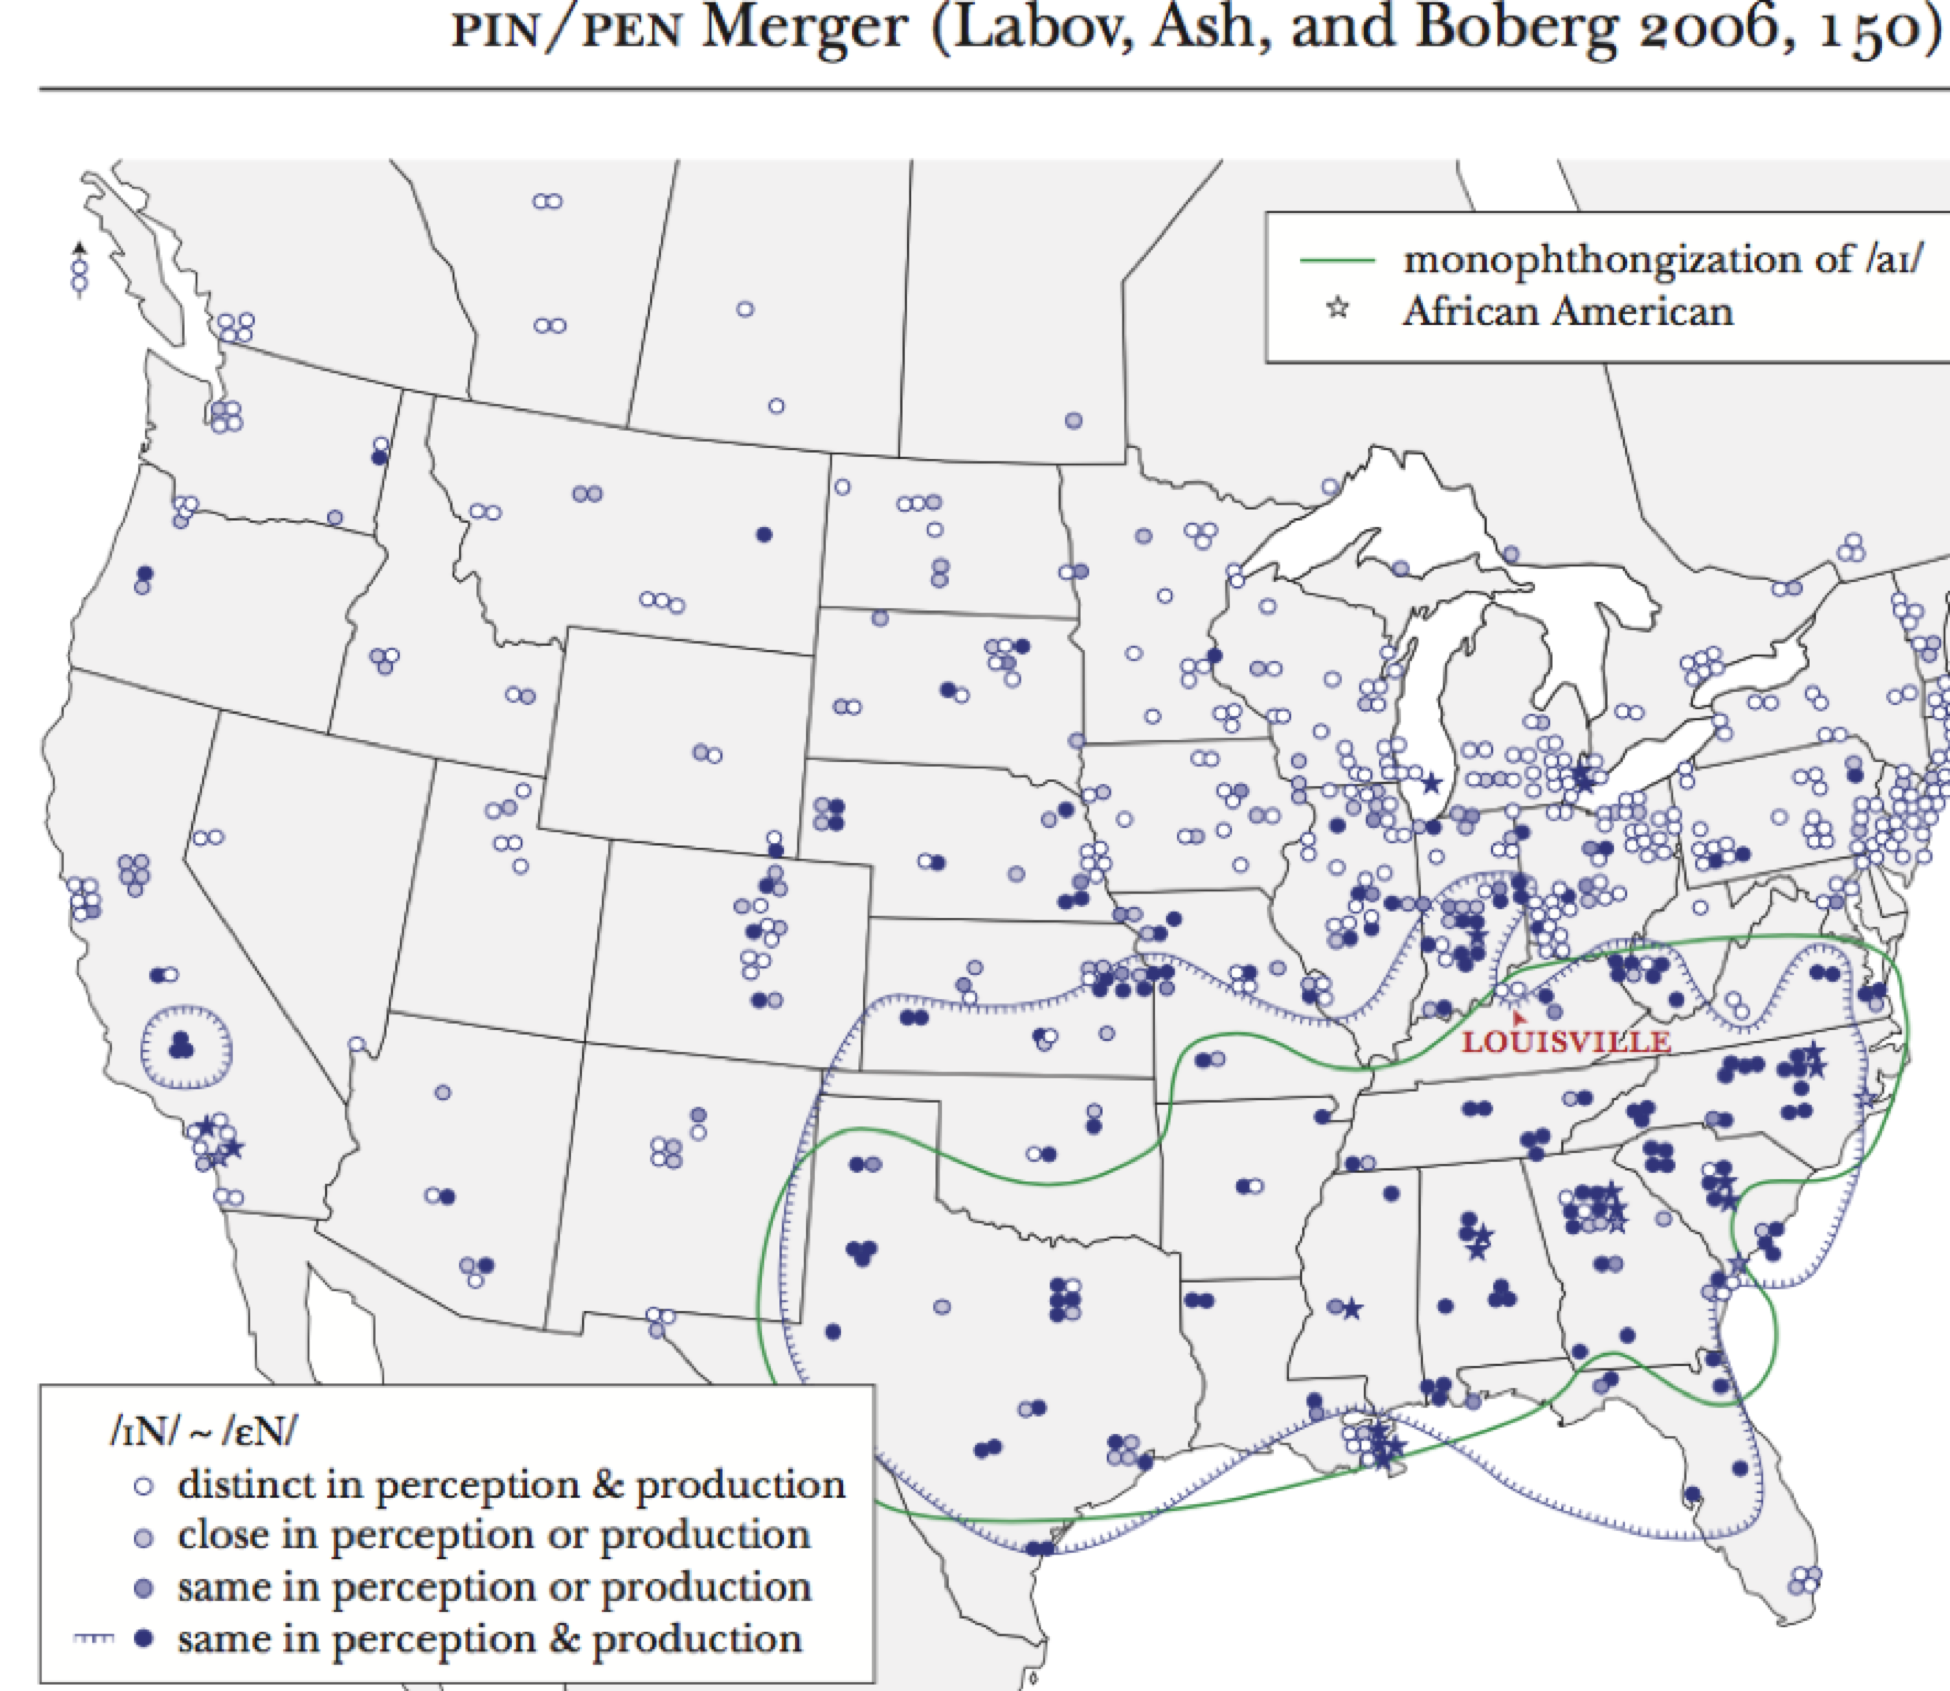 PIN/PEN Merger (Labov, Ash, and Boberg 2006, 150)
monophthongization of /aɪ/
African American
LOUISVILLE
/ɪN/ ~ /ɛN/
distinct in perception & production
close in perception or production
same in perception or production
same in perception & production